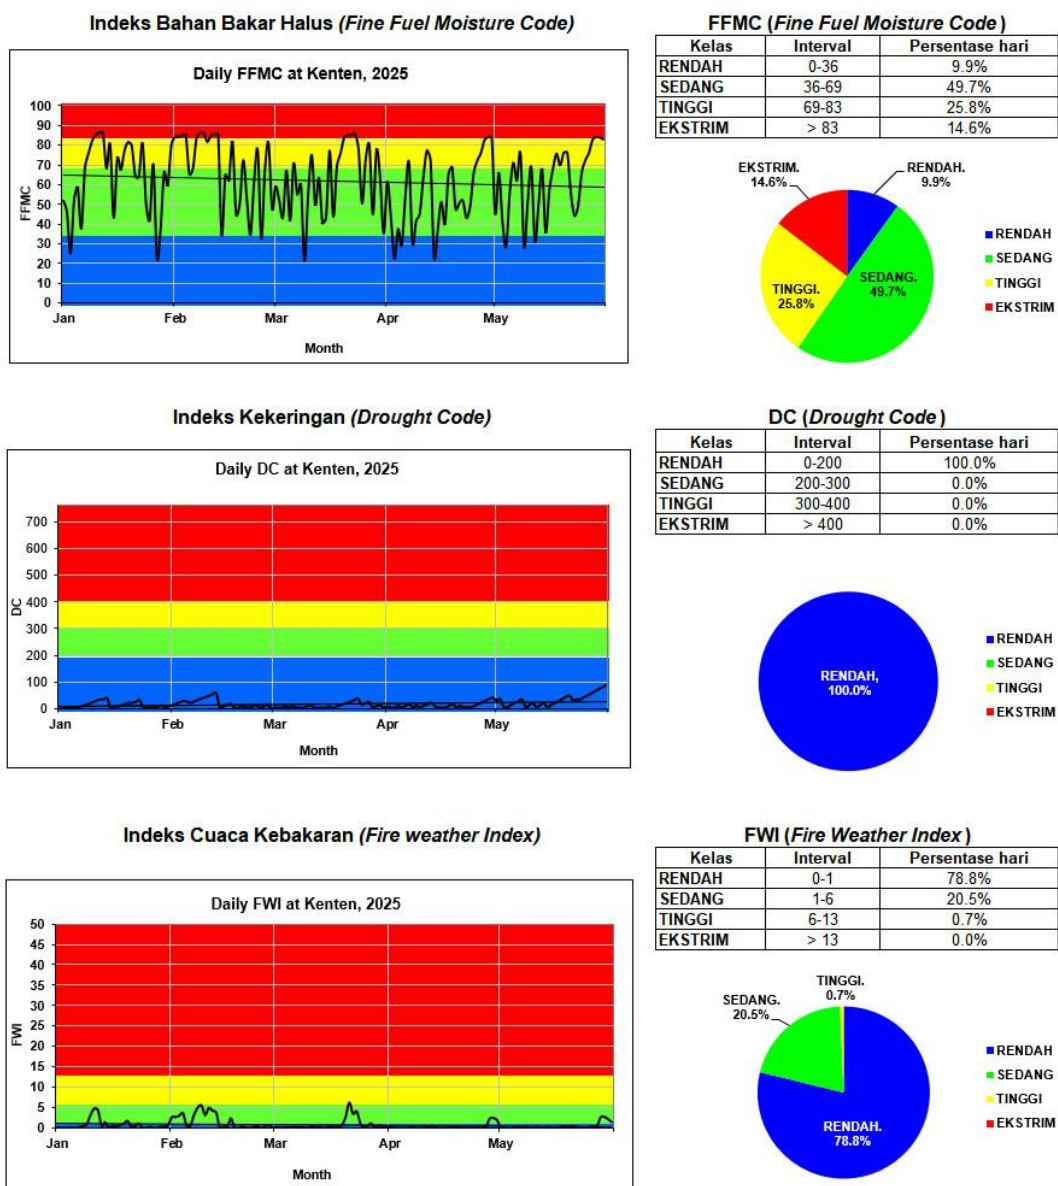 Indeks Bahan Bakar Halus (Fine Fuel Moisture Code)
Daily FFMC at Kenten, 2025
100
90
80
70
60
50
40
30
20
10
0
FFMC
Jan Feb Mar Apr May
Month
FFMC (Fine Fuel Moisture Code)
Kelas Interval Persentase hari
RENDAH 0-36 9.9%
SEDANG 36-69 49.7%
TINGGI 69-83 25.8%
EKSTRIM > 83 14.6%
EKSTRIM.
14.6%
RENDAH.
9.9%
TINGGI.
25.8%
SEDANG.
49.7%
RENDAH
SEDANG
TINGGI
EKSTRIM
Indeks Kekeringan (Drought Code)
Daily DC at Kenten, 2025
700
600
500
400
300
200
100
0
DC
Jan Feb Mar Apr May
Month
DC (Drought Code)
Kelas Interval Persentase hari
RENDAH 0-200 100.0%
SEDANG 200-300 0.0%
TINGGI 300-400 0.0%
EKSTRIM > 400 0.0%
RENDAH,
100.0%
RENDAH
SEDANG
TINGGI
EKSTRIM
Indeks Cuaca Kebakaran (Fire weather Index)
Daily FWI at Kenten, 2025
50
45
40
35
30
25
20
15
10
5
0
FWI
Jan Feb Mar Apr May
Month
FWI (Fire Weather Index)
Kelas Interval Persentase hari
RENDAH 0-1 78.8%
SEDANG 1-6 20.5%
TINGGI 6-13 0.7%
EKSTRIM > 13 0.0%
TINGGI.
0.7%
SEDANG.
20.5%
RENDAH.
78.8%
RENDAH
SEDANG
TINGGI
EKSTRIM